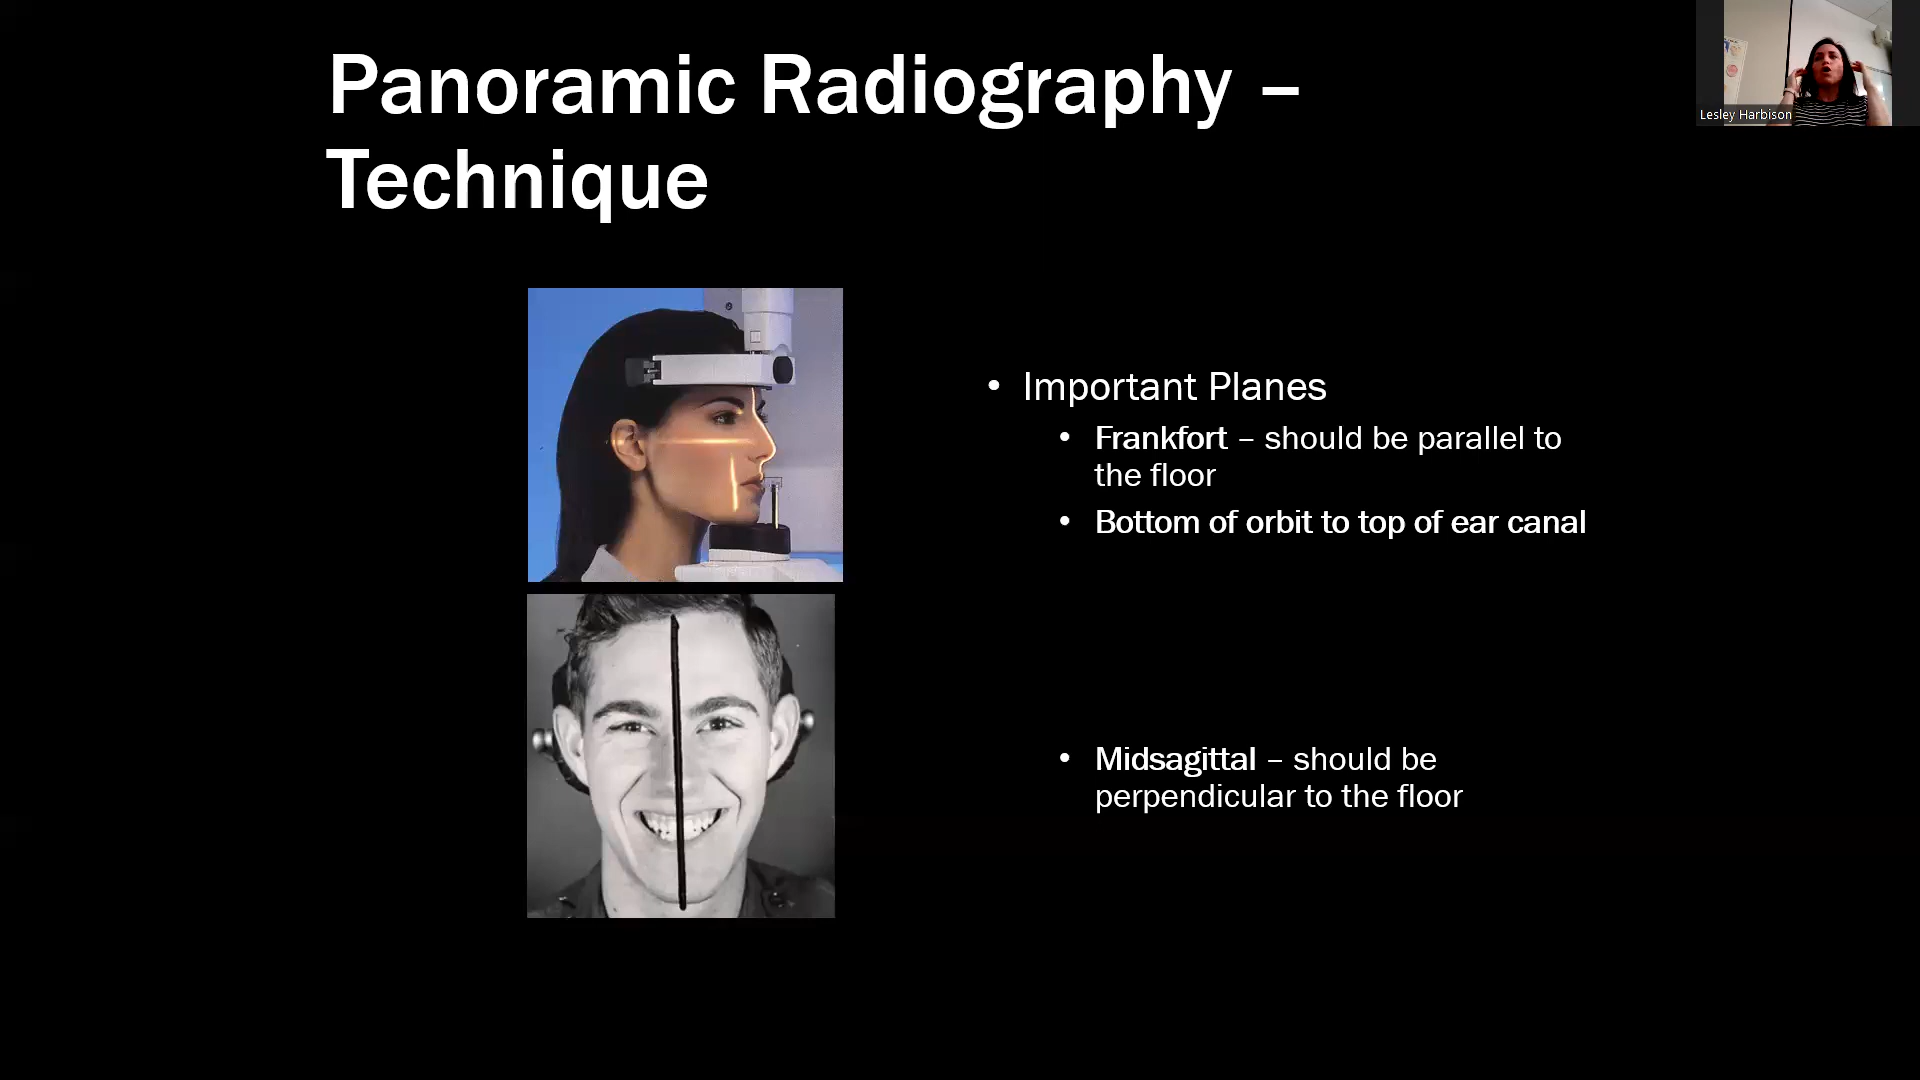 Panoramic Radiography –
Technique
Lesley Harbison
• Important Planes
• Frankfort – should be parallel to
the floor
• Bottom of orbit to top of ear canal
• Midsagittal – should be
perpendicular to the floor